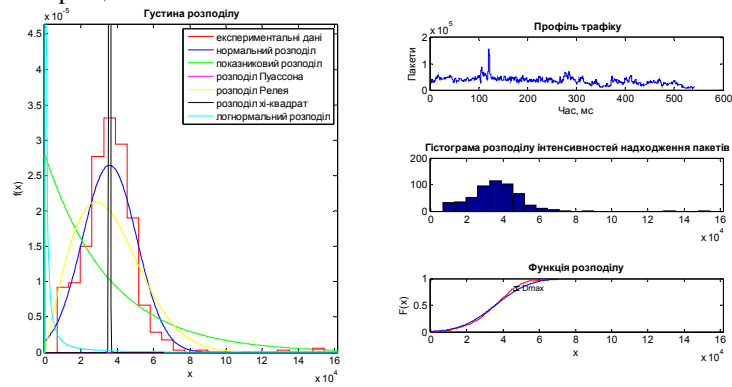 Густина розподілу
x 10^-5
4.5
4
3.5
3
2.5
2
1.5
1
0.5
0
f(x)
експериментальні дані
нормальний розподіл
показниковий розподіл
розподіл Пуассона
розподіл Релея
розподіл хі-квадрат
логнормальний розподіл
0 2 4 6 8 10 12 14 16
x
x 10^4
Профіль трафіку
x 10^5
2
1
0
Пакети
0 100 200 300 400 500 600
Час, мс
Гістограма розподілу інтенсивностей надходження пакетів
200
100
0
0 2 4 6 8 10 12 14 16
x 10^4
Функція розподілу
1
0.5
0
F(x)
Dmax
0 2 4 6 8 10 12 14 16
x
x 10^4